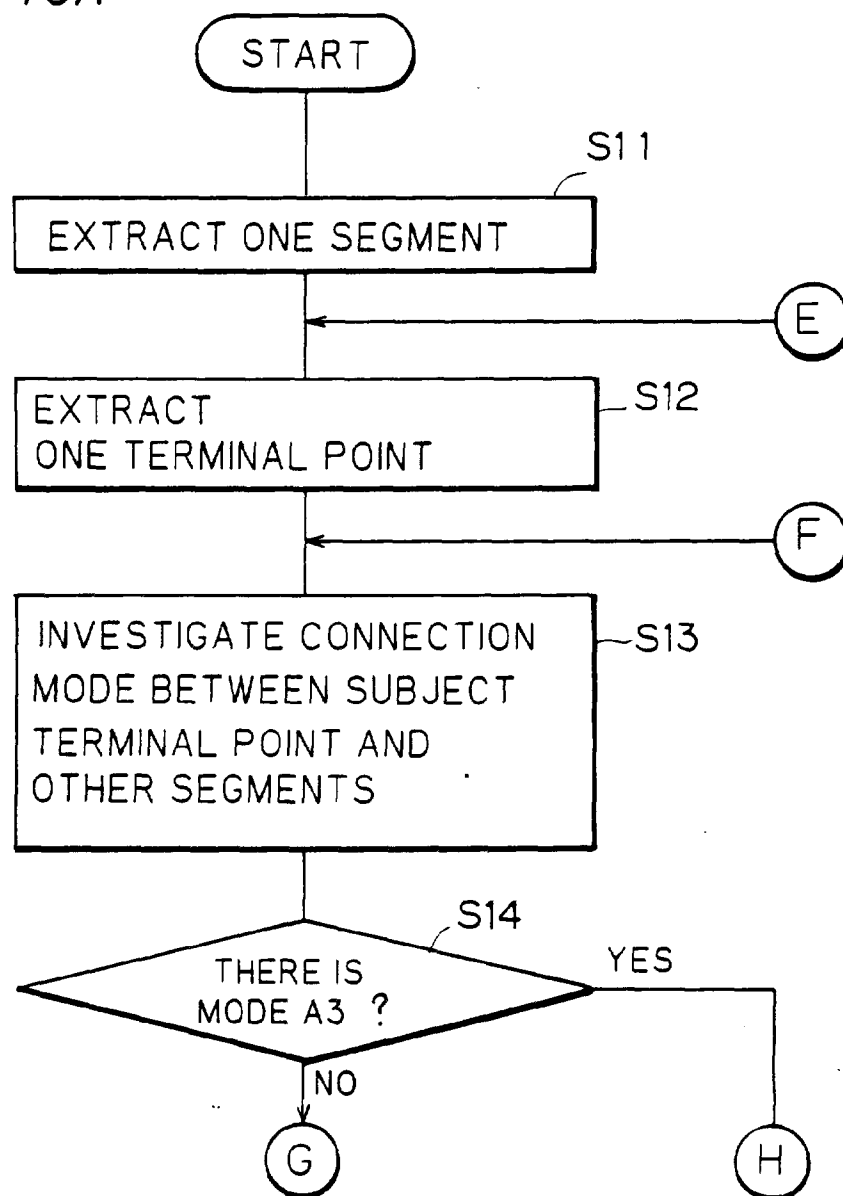 START
S11
EXTRACT ONE SEGMENT
E
S12
EXTRACT
ONE TERMINAL POINT
F
S13
INVESTIGATE CONNECTION
MODE BETWEEN SUBJECT
TERMINAL POINT AND
OTHER SEGMENTS
S14
THERE IS
MODE A3 ?
YES
NO
G
H